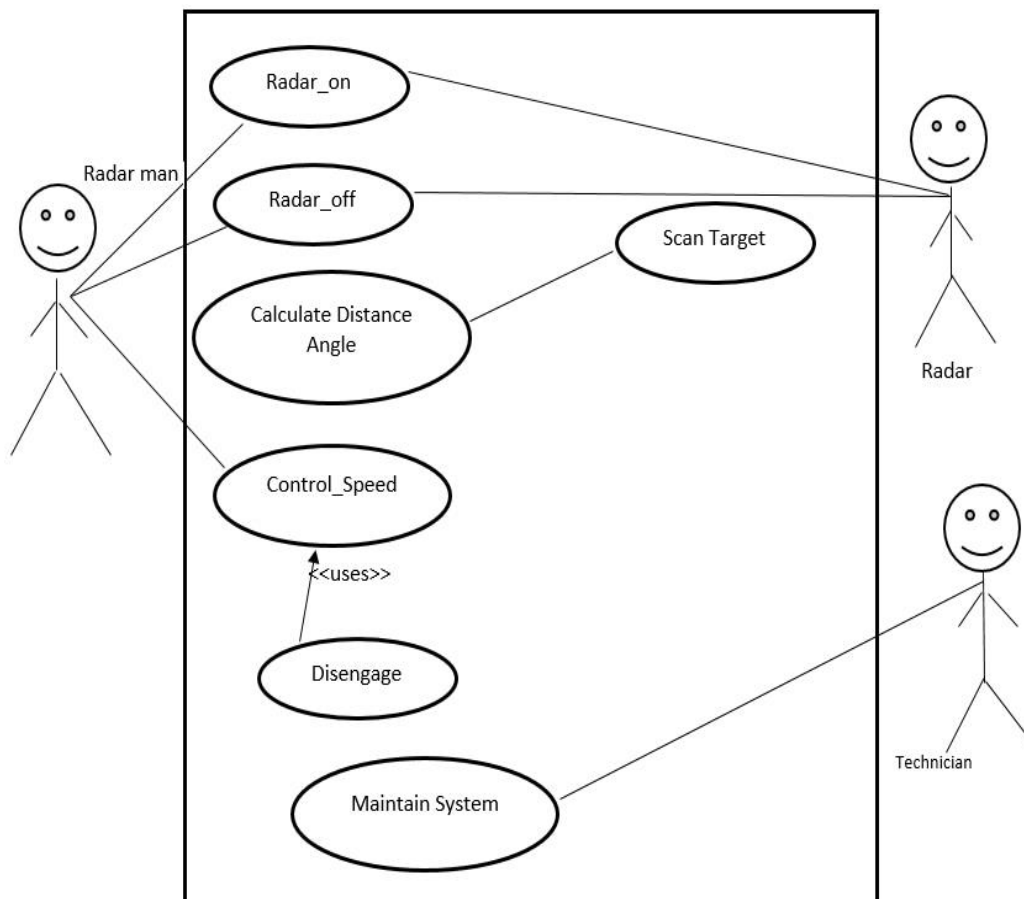 Radar_on
Radar man
Radar_off
Scan Target
Calculate Distance
Angle
Radar
Control_Speed
<<uses>>
Disengage
Technician
Maintain System